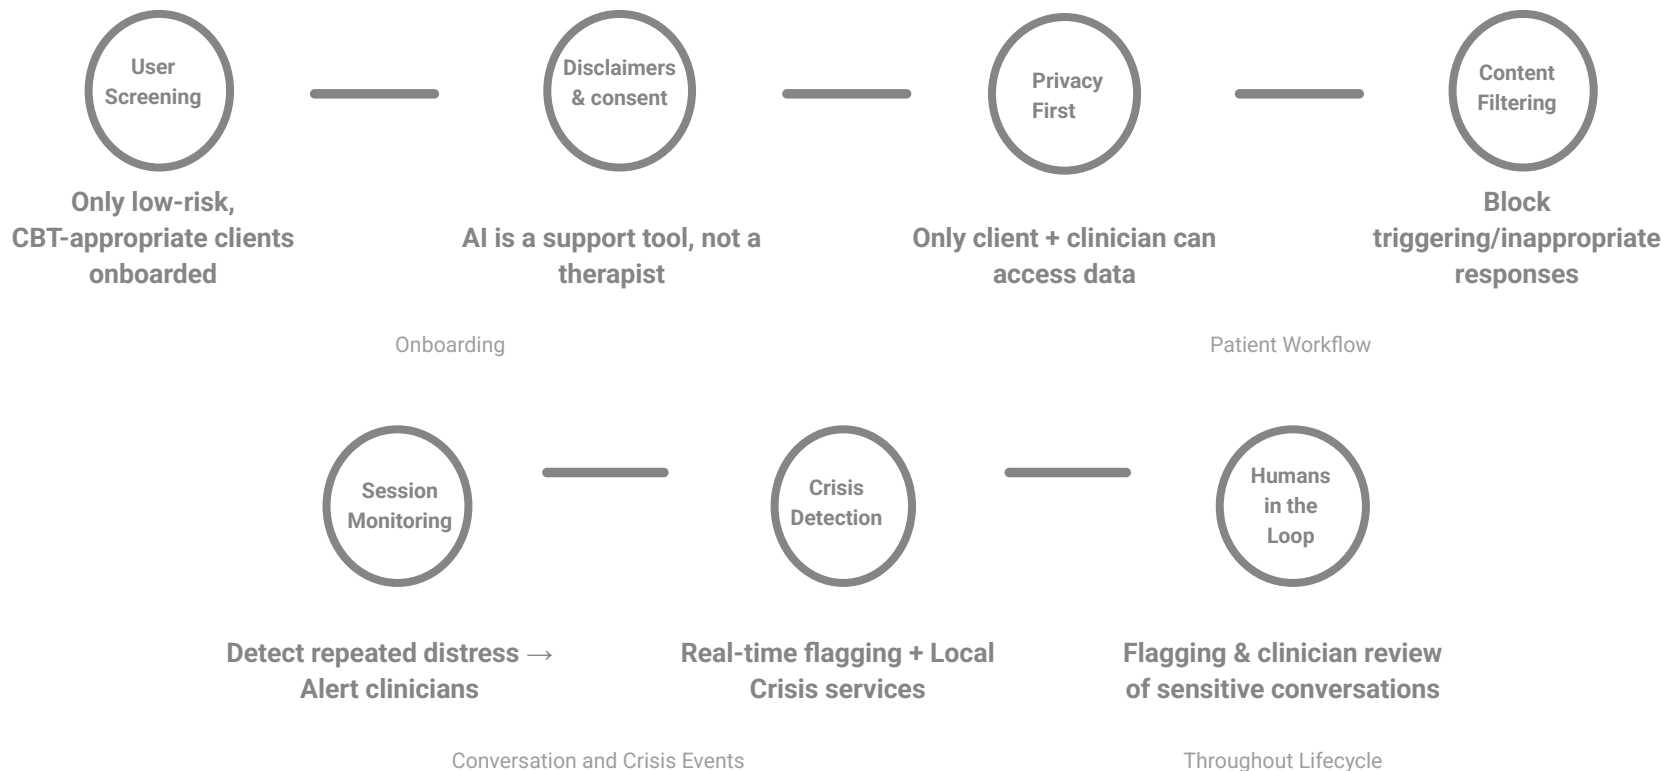 User
Screening
Disclaimers
& consent
Privacy
First
Content
Filtering
Only low-risk,
CBT-appropriate clients
onboarded
AI is a support tool, not a
therapist
Only client + clinician can
access data
Block
triggering/inappropriate
responses
Onboarding
Patient Workflow
Session
Monitoring
Crisis
Detection
Humans
in the
Loop
Detect repeated distress →
Alert clinicians
Real-time flagging + Local
Crisis services
Flagging & clinician review
of sensitive conversations
Conversation and Crisis Events
Throughout Lifecycle